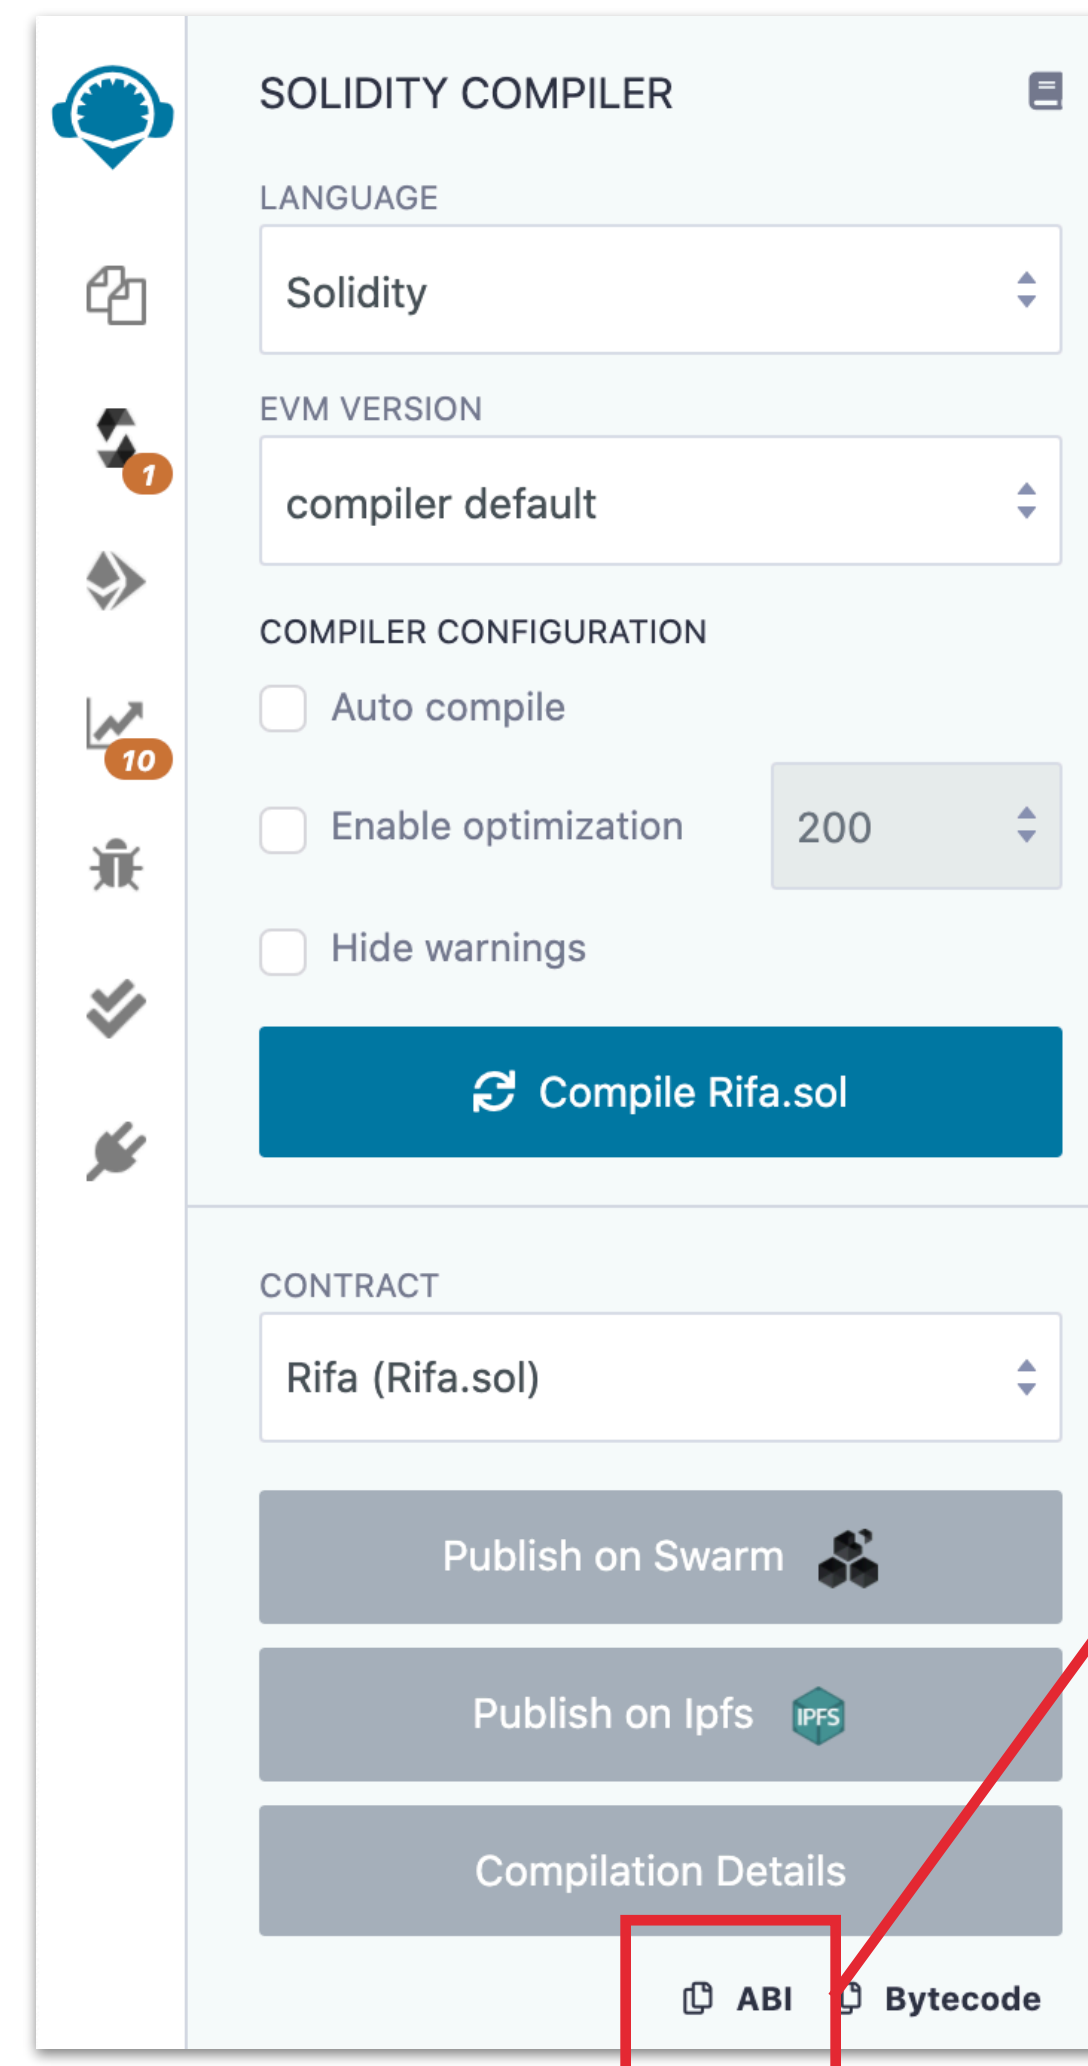 SOLIDITY COMPILER
LANGUAGE
Solidity
EVM VERSION
compiler default
1
COMPILER CONFIGURATION
Auto compile
10
Enable optimization 200
Hide warnings
Compile Rifa.sol
CONTRACT
Rifa (Rifa.sol)
Publish on Swarm
Publish on Ipfs IPFS
Compilation Details
ABI Bytecode